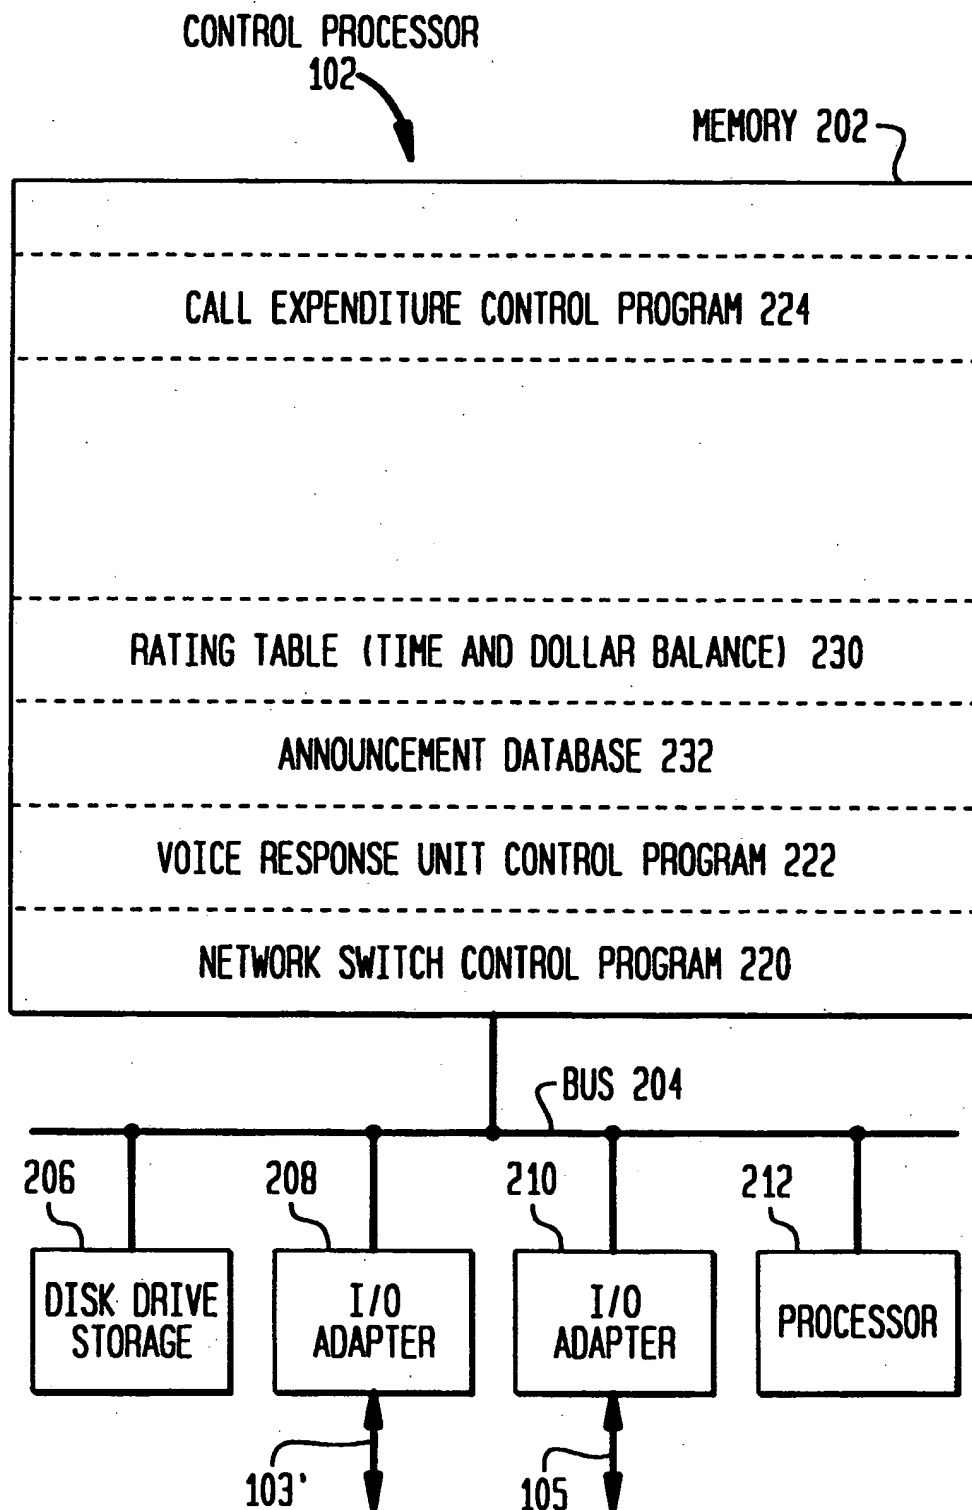 CONTROL PROCESSOR
102
MEMORY 202
CALL EXPENDITURE CONTROL PROGRAM 224
RATING TABLE (TIME AND DOLLAR BALANCE) 230
ANNOUNCEMENT DATABASE 232
VOICE RESPONSE UNIT CONTROL PROGRAM 222
NETWORK SWITCH CONTROL PROGRAM 220
BUS 204
206
208
210
212
DISK DRIVE
STORAGE
I/O
ADAPTER
I/O
ADAPTER
PROCESSOR
103'
105